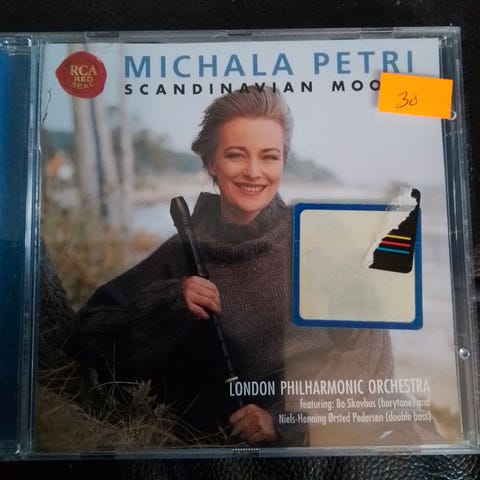 RCA
RED
SEAL
MICHALA PETRI
SCANDINAVIAN MOO
30
LONDON PHILHARMONIC ORCHESTRA
featuring: Bo Skovhus (barytone) and
Niels-Henning Ørsted Pedersen (double bass)